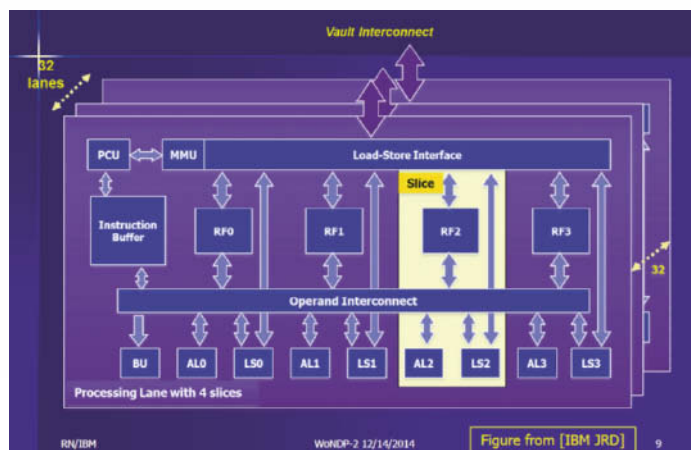 Vault Interconnect
32
lanes
PCU
MMU
Load-Store Interface
Slice
Instruction
Buffer
RF0
RF1
RF2
RF3
32
Operand Interconnect
BU
AL0
LS0
AL1
LS1
AL2
LS2
AL3
LS3
Processing Lane with 4 slices
RN/IBM
WoNDP-2 12/14/2014
Figure from [IBM JRD]
9